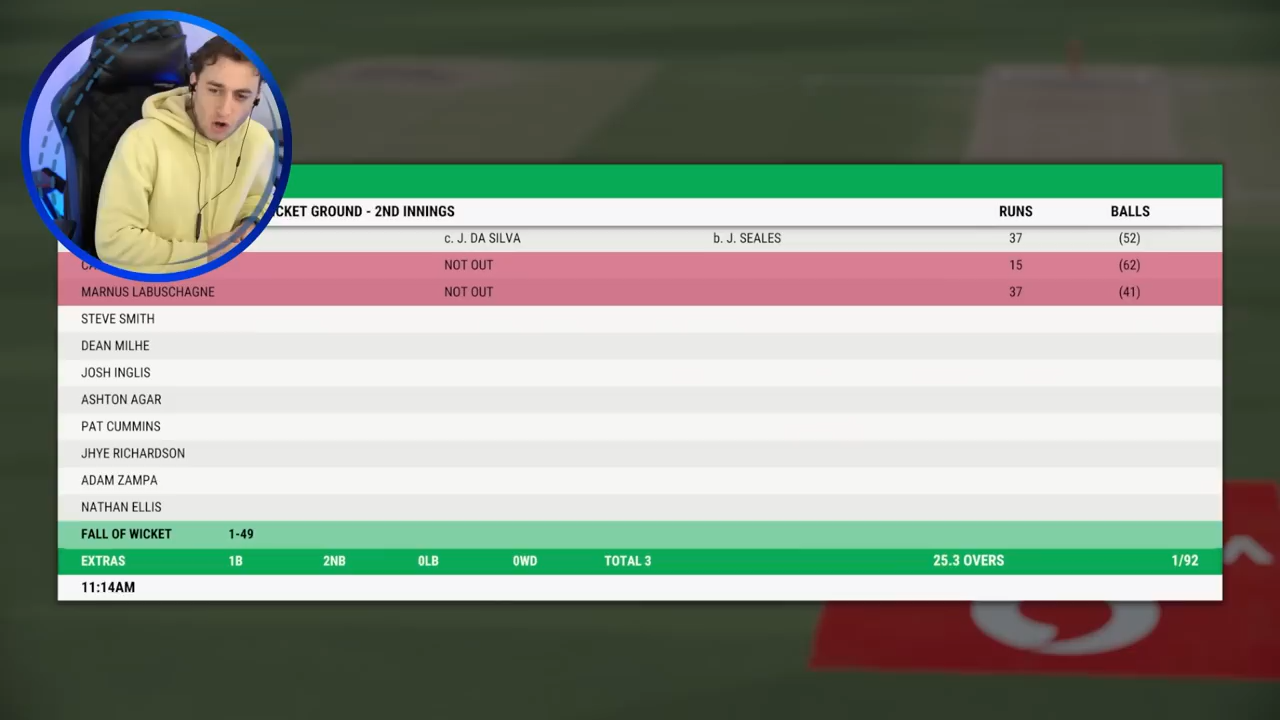 CKET GROUND - 2ND INNINGS RUNS BALLS
c. J. DA SILVA b. J. SEALES 37 (52)
CA NOT OUT 15 (62)
MARNUS LABUSCHAGNE NOT OUT 37 (41)
STEVE SMITH
DEAN MILHE
JOSH INGLIS
ASHTON AGAR
PAT CUMMINS
JHYE RICHARDSON
ADAM ZAMPA
NATHAN ELLIS
FALL OF WICKET 1-49
EXTRAS 1B 2NB 0LB 0WD TOTAL 3 25.3 OVERS 1/92
11:14AM